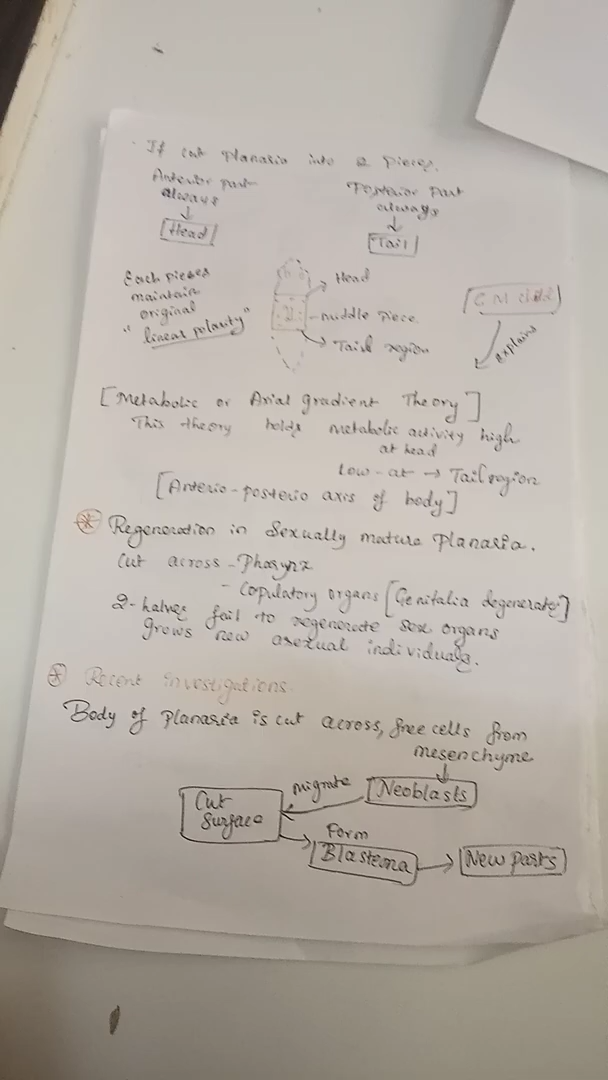 If cut Planaria into 2 pieces.
Anterior part always
[Head]
Posterior part always
Tail
Each pieces
maintain
original
"linear polarity"
Head
middle piece
Tail region
C.M child
explains
[Metabolic or Axial gradient Theory]
This theory holds metabolic activity high
at head
Low-at → Tail region
[Anterio-posterio axis of body]
* Regeneration in Sexually mature Planaria.
Cut across - Pharynx
- Copulatory organs [Genitalia degenerate]
2-halves fail to regenerate sex organs
grows new asexual individuals.
* Recent investigations
Body of planaria is cut across, free cells from
mesenchyme
Neoblasts
migrate
Cut
Surface
Form
Blastema
New parts